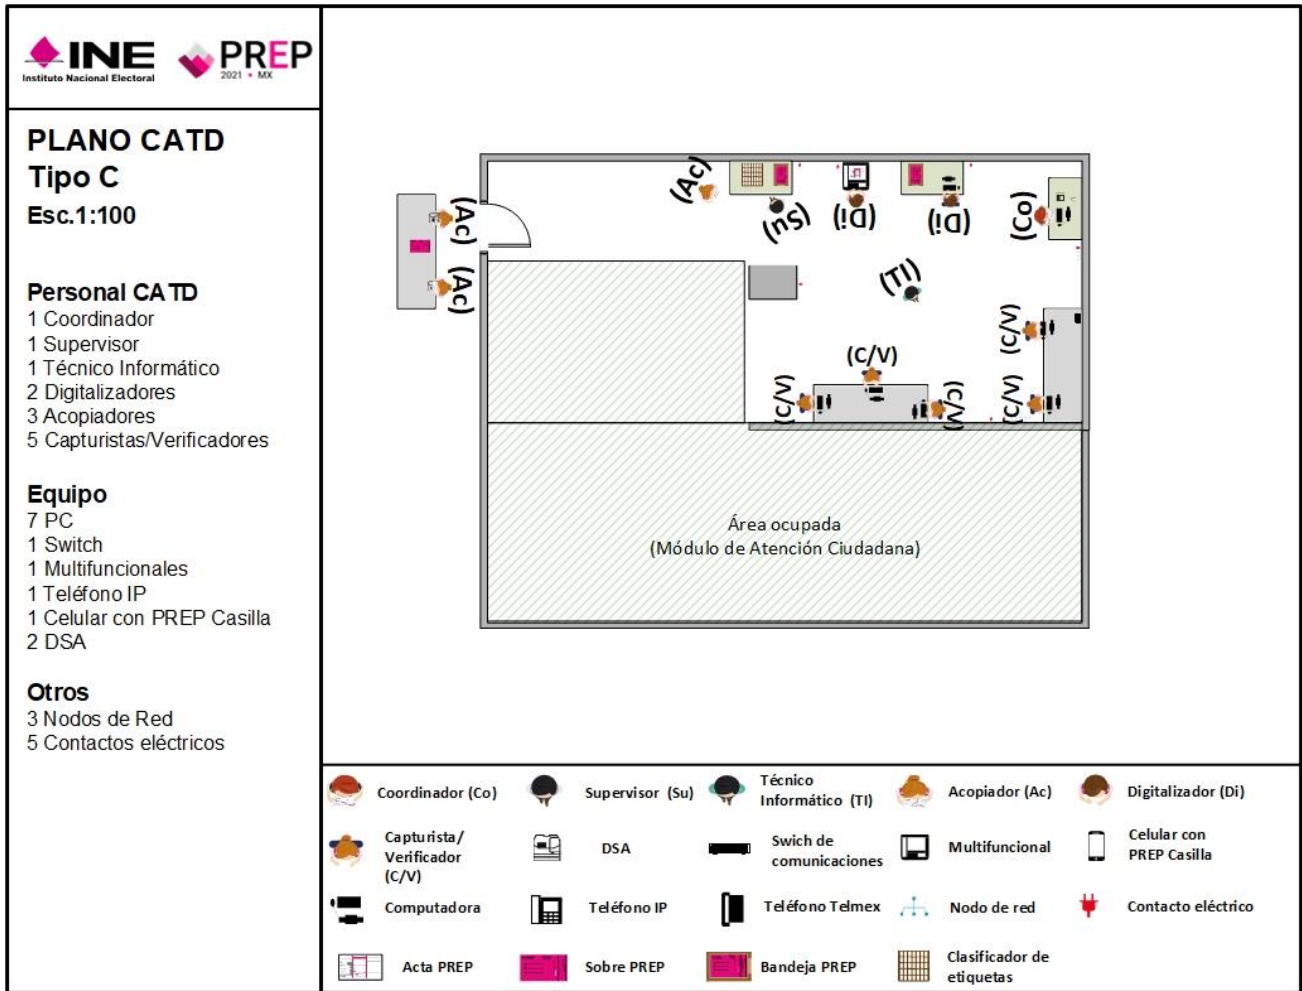 INE
Instituto Nacional Electoral
PREP
2021 • MX
PLANO CATD
Tipo C
Esc.1:100
Personal CATD
1 Coordinador
1 Supervisor
1 Técnico Informático
2 Digitalizadores
3 Acopiadores
5 Capturistas/Verificadores
Equipo
7 PC
1 Switch
1 Multifuncionales
1 Teléfono IP
1 Celular con PREP Casilla
2 DSA
Otros
3 Nodos de Red
5 Contactos eléctricos
(Ac)
(Ac)
(Ac)
(Su)
(Di)
(Di)
(Co)
(TI)
(C/V)
(C/V)
(C/V)
(C/V)
(C/V)
Área ocupada
(Módulo de Atención Ciudadana)
Coordinador (Co)
Supervisor (Su)
Técnico
Informático (TI)
Acopiador (Ac)
Digitalizador (Di)
Capturista/
Verificador
(C/V)
DSA
Swich de
comunicaciones
Multifuncional
Celular con
PREP Casilla
Computadora
Teléfono IP
Teléfono Telmex
Nodo de red
Contacto eléctrico
Acta PREP
Sobre PREP
Bandeja PREP
Clasificador de
etiquetas